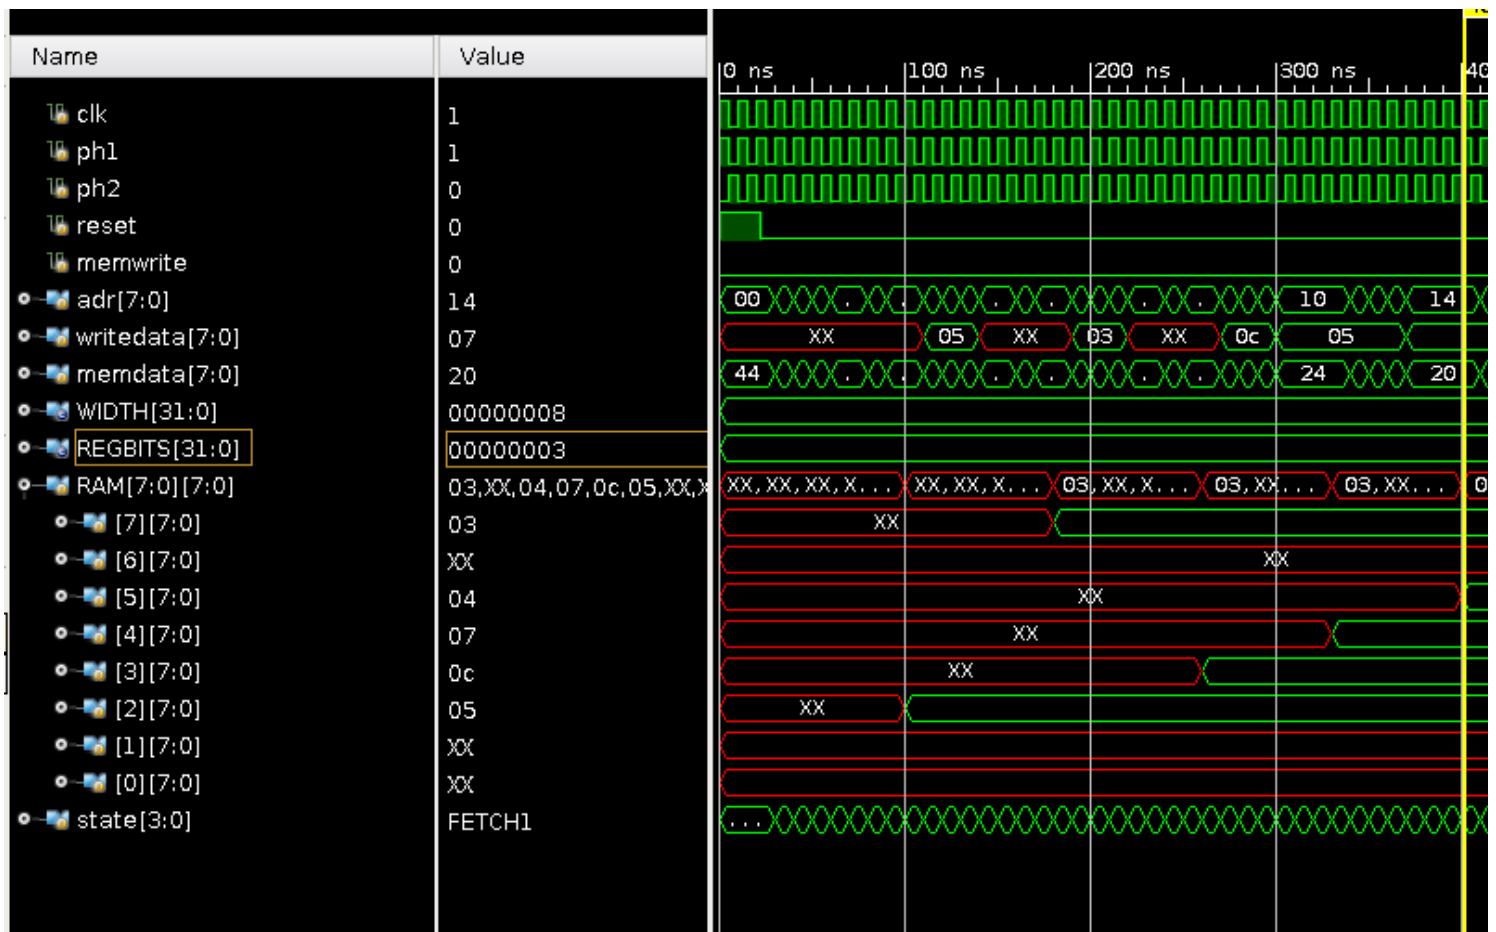 Name Value
0 ns 100 ns 200 ns 300 ns 40
clk 1
ph1 1
ph2 0
reset 0
memwrite 0
adr[7:0] 14 00 . . . . . . 10 14
writedata[7:0] 07 XX 05 XX 03 XX 0c 05
memdata[7:0] 20 44 . . . . . . 24 20
WIDTH[31:0] 00000008
REGBITS[31:0] 00000003
RAM[7:0][7:0] 03,XX,04,07,0c,05,XX,X XX,XX,XX,X... XX,XX,X... 03,XX,X... 03,XX... 03,XX... 0
[7][7:0] 03 XX
[6][7:0] XX XX
[5][7:0] 04 XX
[4][7:0] 07 XX
[3][7:0] 0c XX
[2][7:0] 05 XX
[1][7:0] XX
[0][7:0] XX
state[3:0] FETCH1 ...